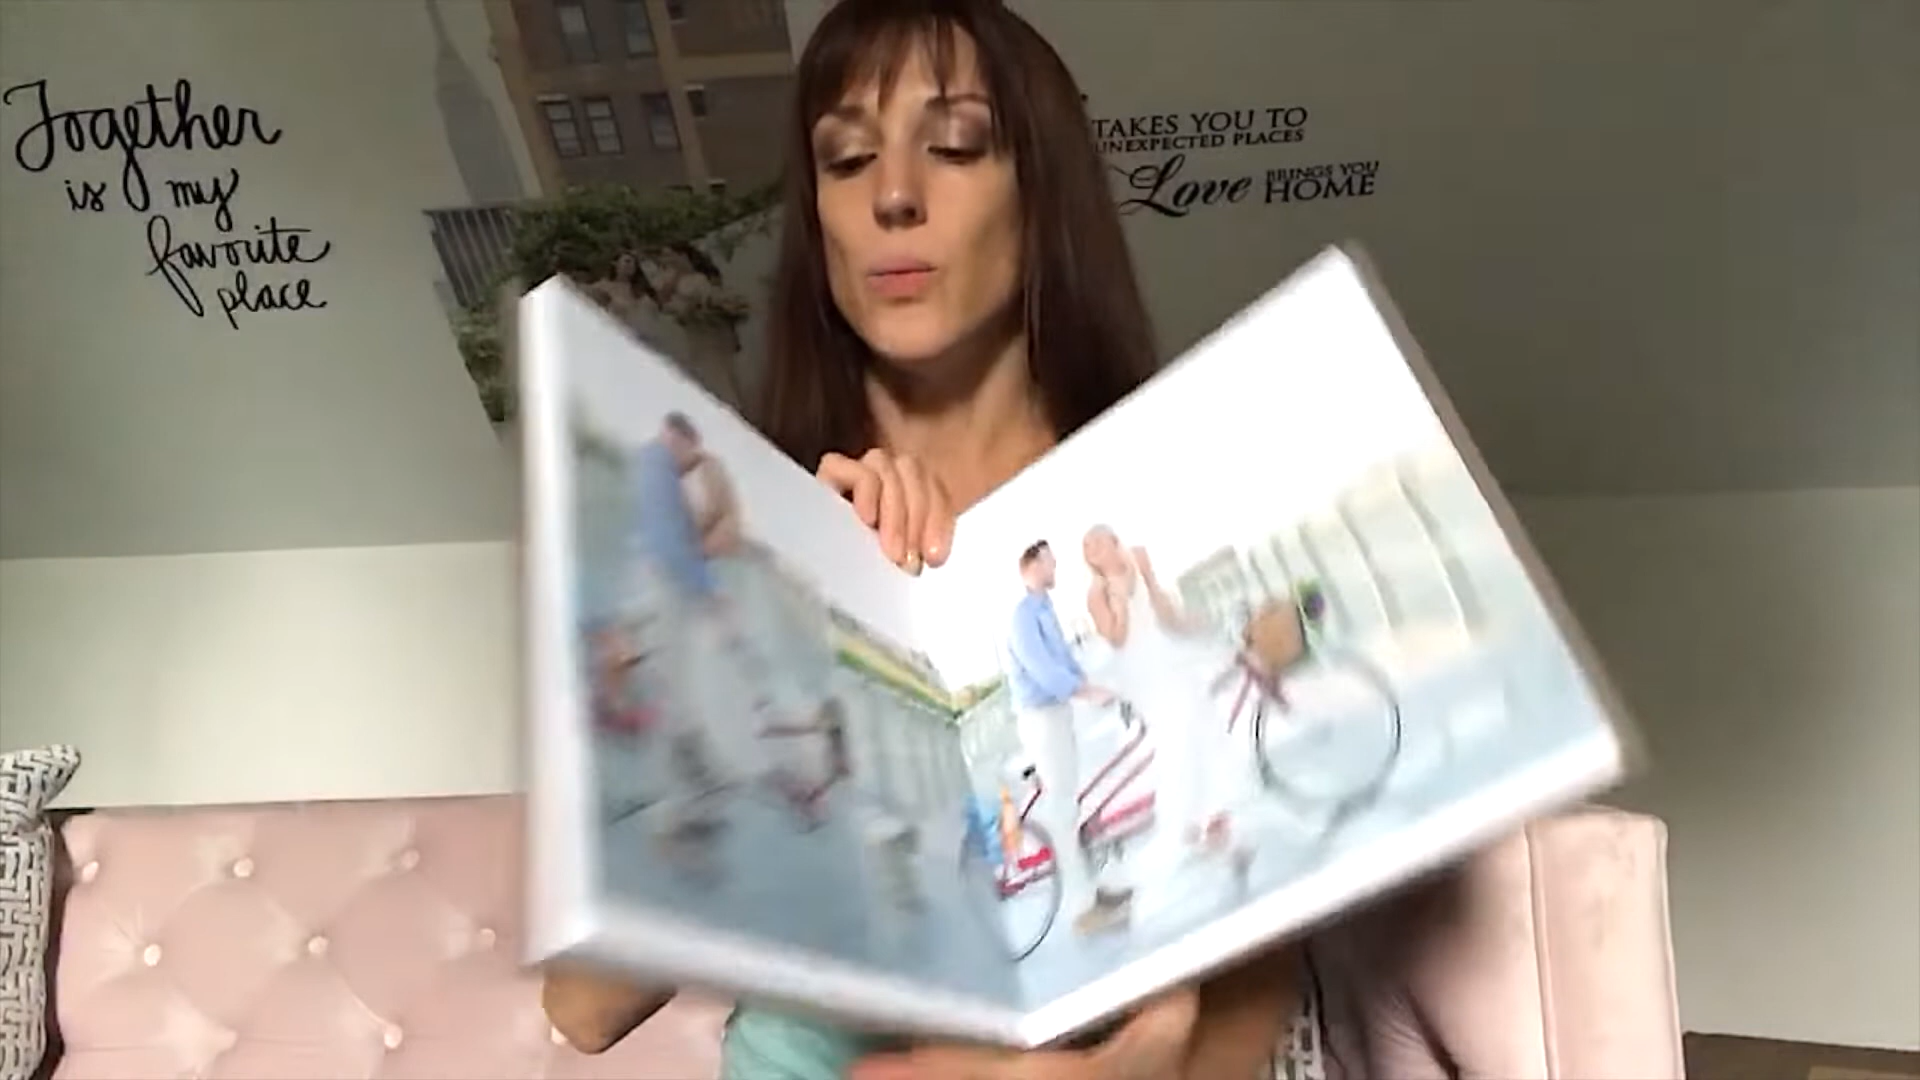 Together
is my
favorite
place
TAKES YOU TO
UNEXPECTED PLACES
Love BRINGS YOU
HOME